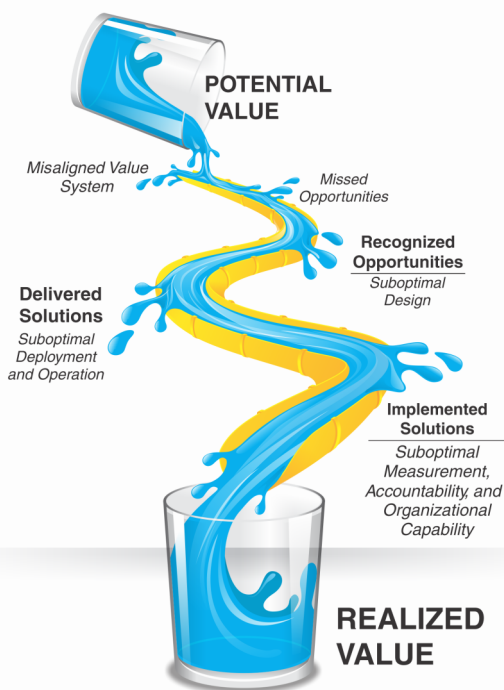 POTENTIAL
VALUE
Misaligned Value
System
Missed
Opportunities
Recognized
Opportunities
Suboptimal
Design
Delivered
Solutions
Suboptimal
Deployment
and Operation
Implemented
Solutions
Suboptimal
Measurement,
Accountability, and
Organizational
Capability
REALIZED
VALUE